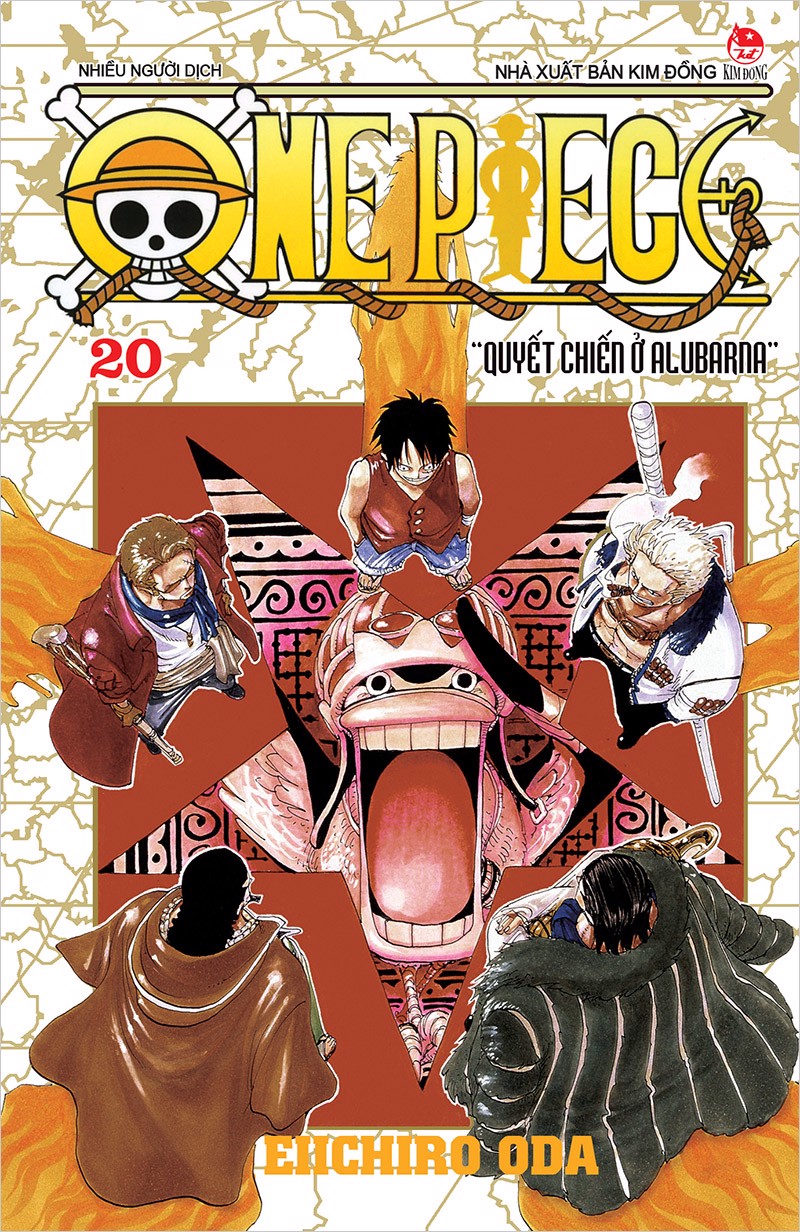 NHIỀU NGƯỜI DỊCH
NHÀ XUẤT BẢN KIM ĐỒNG
KIM ĐỒNG
ONE PIECE
20
"QUYẾT CHIẾN Ở ALUBARNA"
EIICHIRO ODA